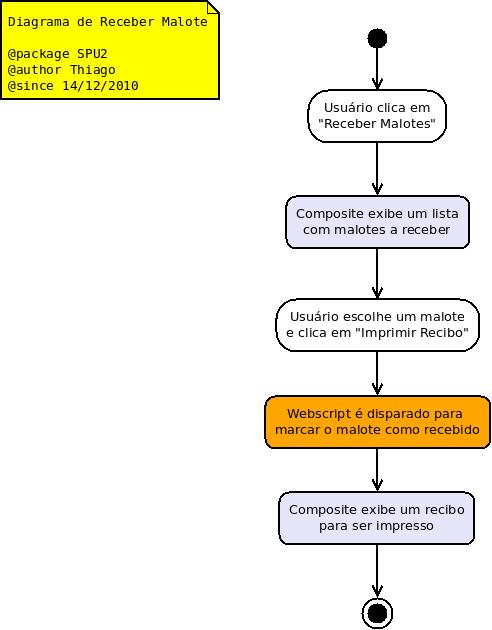 Diagrama de Receber Malote
@package SPU2
@author Thiago
@since 14/12/2010
Usuário clica em
"Receber Malotes"
Composite exibe um lista
com malotes a receber
Usuário escolhe um malote
e clica em "Imprimir Recibo"
Webscript é disparado para
marcar o malote como recebido
Composite exibe um recibo
para ser impresso